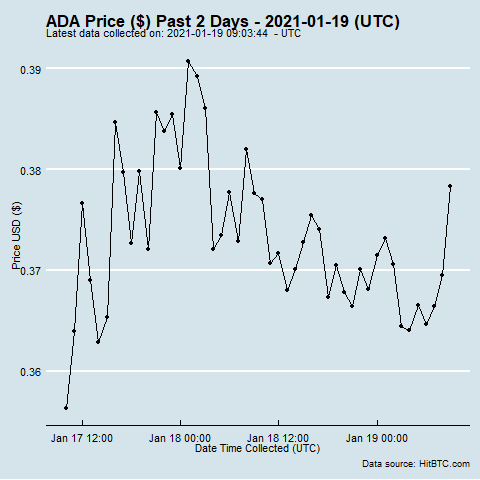 ADA Price ($) Past 2 Days - 2021-01-19 (UTC)
Latest data collected on: 2021-01-19 09:03:44 - UTC
0.39
0.38
0.37
0.36
Price USD ($)
Jan 17 12:00
Jan 18 00:00
Jan 18 12:00
Jan 19 00:00
Date Time Collected (UTC)
Data source: HitBTC.com